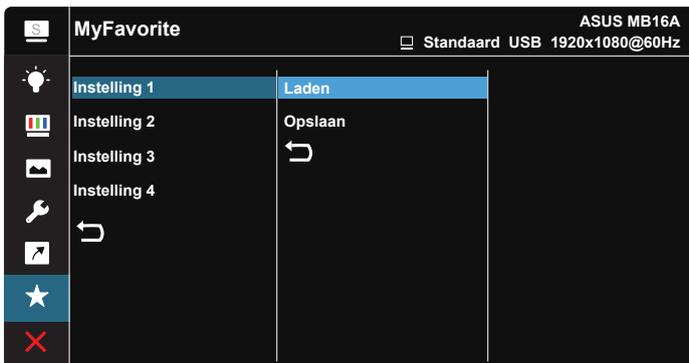 S
MyFavorite
ASUS MB16A
Standaard USB 1920x1080@60Hz
Instelling 1
Laden
Instelling 2
Opslaan
Instelling 3
Instelling 4